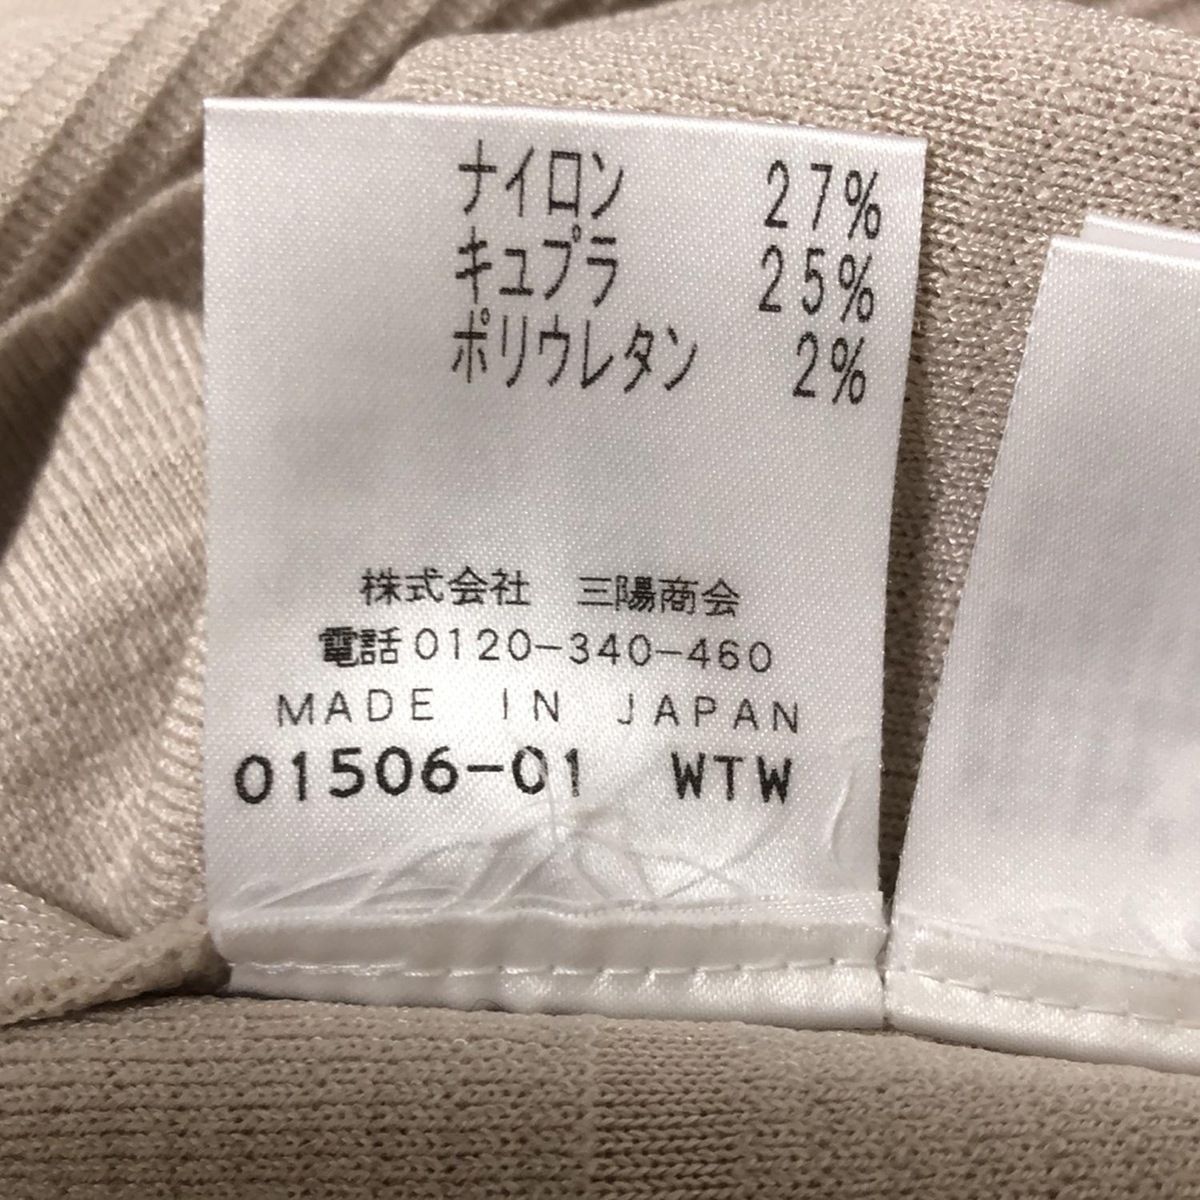 ナイロン 27%
キュプラ 25%
ポリウレタン 2%
株式会社 三陽商会
電話0120-340-460
MADE IN JAPAN
01506-01 WTW